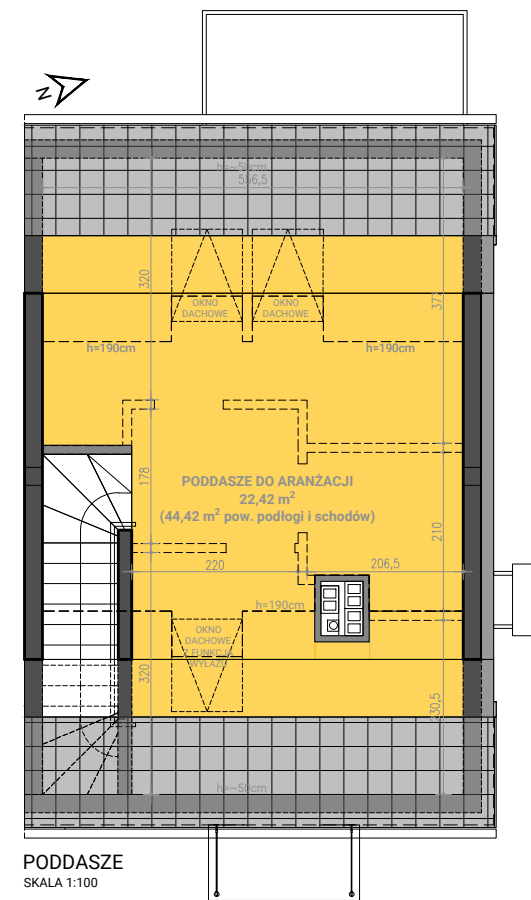 N
h=~50cm
556,5
320
373
OKNO
DACHOWE
OKNO
DACHOWE
h=190cm
h=190cm
178
PODDASZE DO ARANŻACJI
22,42 m²
(44,42 m² pow. podłogi i schodów)
210
220
206,5
h=190cm
OKNO
DACHOWE
Z FUNKCJĄ
WYŁAZU
320
230,5
h=~50cm
PODDASZE
SKALA 1:100